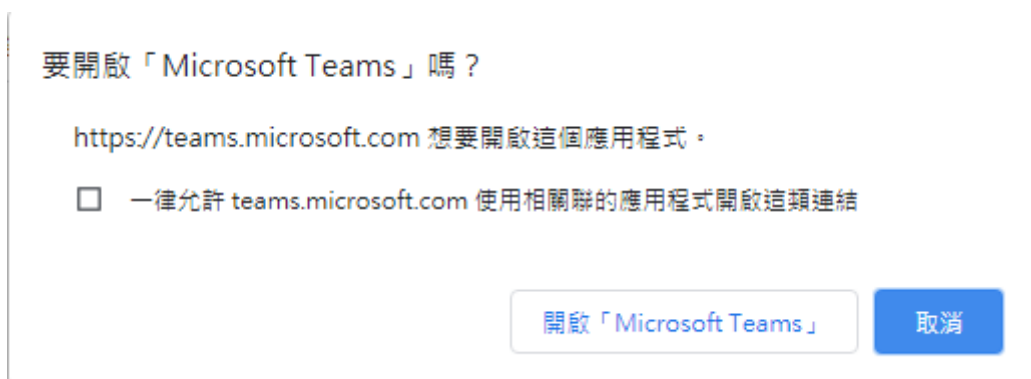 要開啟「Microsoft Teams」嗎？
https://teams.microsoft.com 想要開啟這個應用程式。
一律允許 teams.microsoft.com 使用相關聯的應用程式開啟這類連結
開啟「Microsoft Teams」
取消